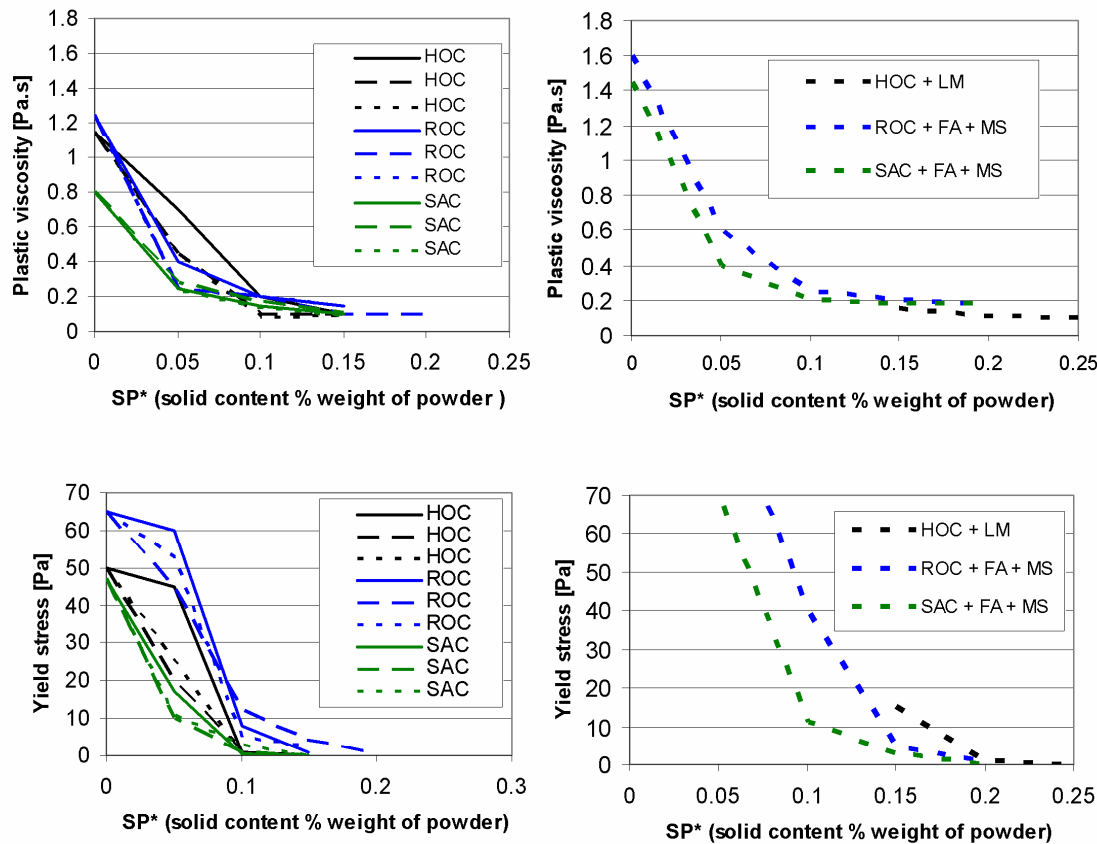 Plastic viscosity [Pa.s]
1.8
1.6
1.4
1.2
1
0.8
0.6
0.4
0.2
0
HOC
HOC
HOC
ROC
ROC
ROC
SAC
SAC
SAC
0 0.05 0.1 0.15 0.2 0.25
SP* (solid content % weight of powder )
Plastic viscosity [Pa.s]
1.8
1.6
1.4
1.2
1
0.8
0.6
0.4
0.2
0
HOC + LM
ROC + FA + MS
SAC + FA + MS
0 0.05 0.1 0.15 0.2 0.25
SP* (solid content % weight of powder)
Yield stress [Pa]
70
60
50
40
30
20
10
0
HOC
HOC
HOC
ROC
ROC
ROC
SAC
SAC
SAC
0 0.1 0.2 0.3
SP* (solid content % weight of powder)
Yield stress [Pa]
70
60
50
40
30
20
10
0
HOC + LM
ROC + FA + MS
SAC + FA + MS
0 0.05 0.1 0.15 0.2 0.25
SP* (solid content % weight of powder)